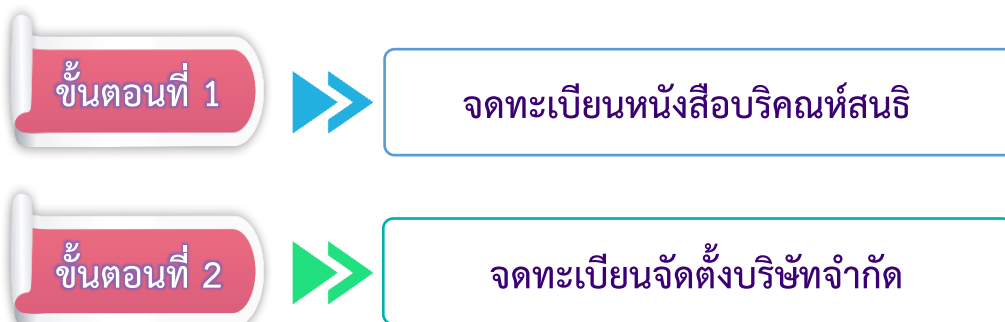 ขั้นตอนที่ 1
จดทะเบียนหนังสือบริคณห์สนธิ
ขั้นตอนที่ 2
จดทะเบียนจัดตั้งบริษัทจำกัด